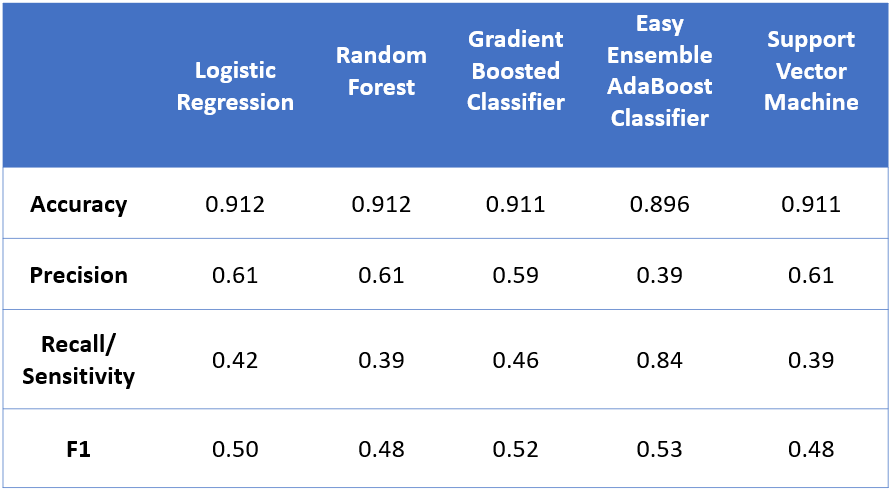 Logistic
Regression
Random
Forest
Gradient
Boosted
Classifier
Easy
Ensemble
AdaBoost
Classifier
Support
Vector
Machine
Accuracy 0.912 0.912 0.911 0.896 0.911
Precision 0.61 0.61 0.59 0.39 0.61
Recall/
Sensitivity 0.42 0.39 0.46 0.84 0.39
F1 0.50 0.48 0.52 0.53 0.48